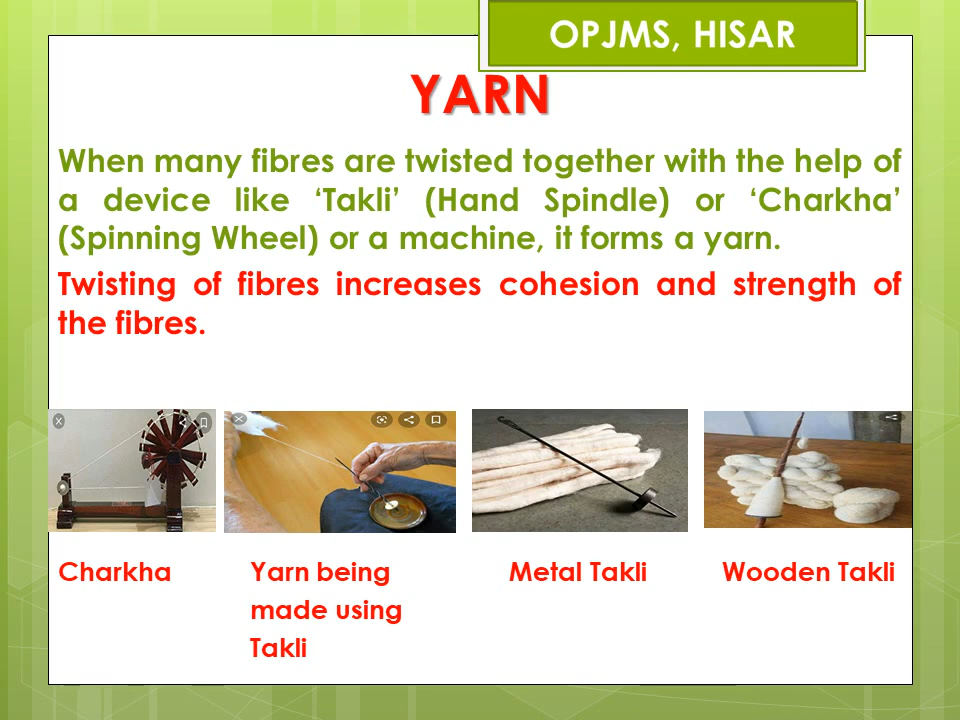 OPJMS, HISAR
YARN
When many fibres are twisted together with the help of
a device like ‘Takli’ (Hand Spindle) or ‘Charkha’
(Spinning Wheel) or a machine, it forms a yarn.
Twisting of fibres increases cohesion and strength of
the fibres.
Charkha
Yarn being
made using
Takli
Metal Takli
Wooden Takli